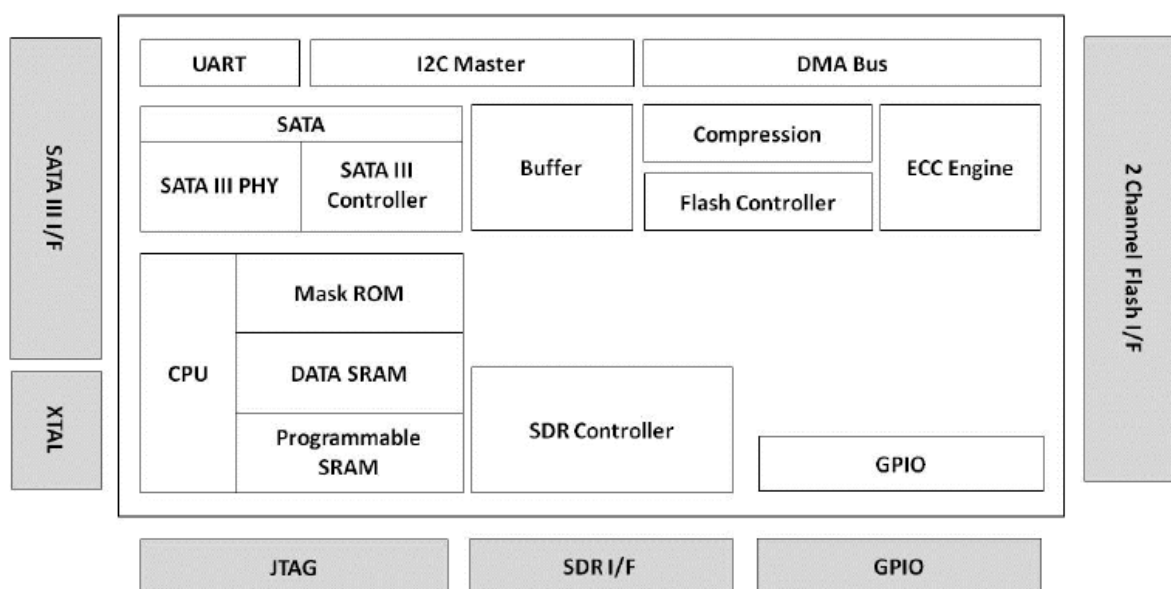 UART
I2C Master
DMA Bus
SATA III I/F
SATA
SATA III PHY
SATA III
Controller
Buffer
Compression
Flash Controller
ECC Engine
2 Channel Flash I/F
CPU
Mask ROM
DATA SRAM
Programmable
SRAM
SDR Controller
GPIO
XTAL
JTAG
SDR I/F
GPIO